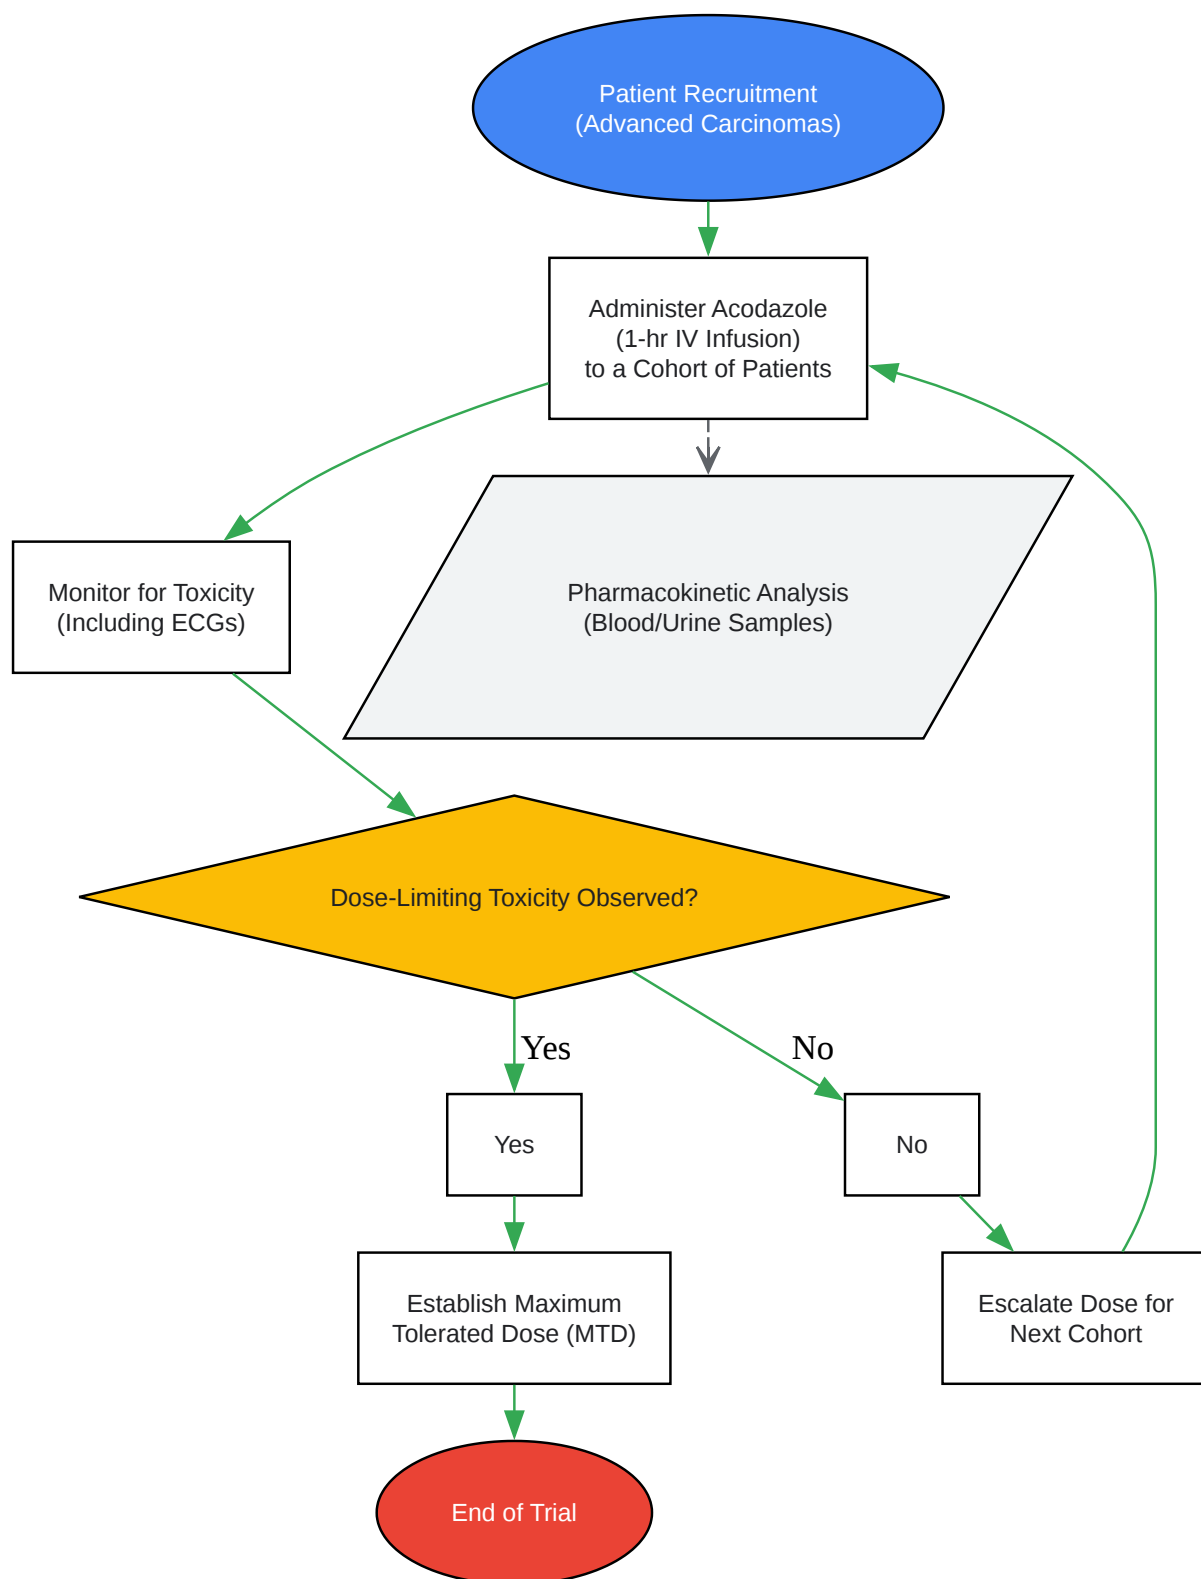 Patient Recruitment
(Advanced Carcinomas)
Administer Acodazole
(1-hr IV Infusion)
to a Cohort of Patients
Monitor for Toxicity
(Including ECGs)
Pharmacokinetic Analysis
(Blood/Urine Samples)
Dose-Limiting Toxicity Observed?
Yes
No
Yes
No
Establish Maximum
Tolerated Dose (MTD)
Escalate Dose for
Next Cohort
End of Trial